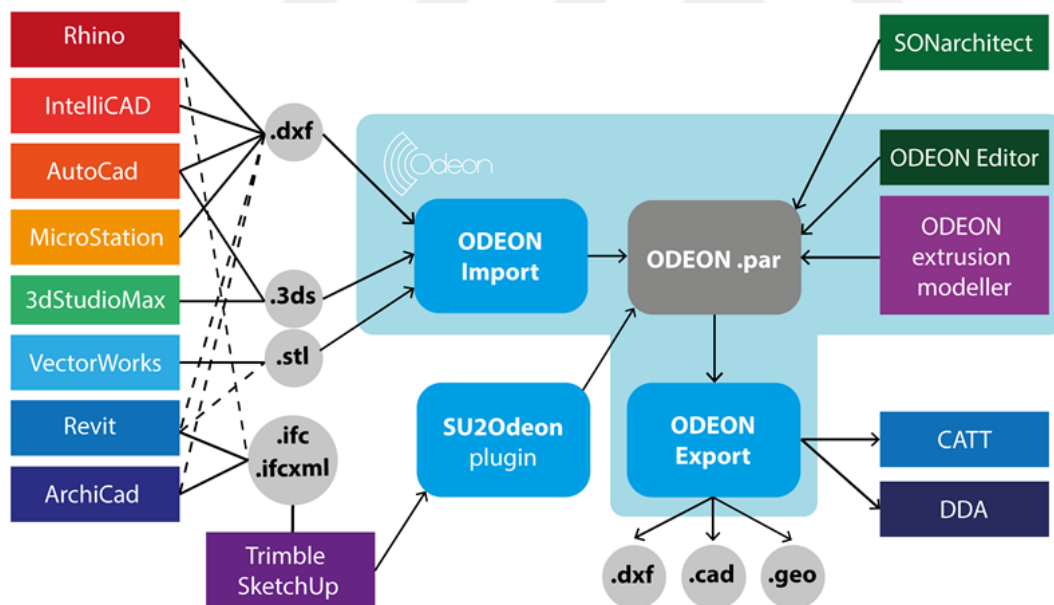 Rhino
IntelliCAD
AutoCad
MicroStation
3dStudioMax
VectorWorks
Revit
ArchiCad
.dxf
.3ds
.stl
.ifc
.ifcxml
Trimble
SketchUp
Odeon
ODEON
Import
ODEON .par
SU2Odeon
plugin
ODEON
Export
.dxf
.cad
.geo
SONarchitect
ODEON Editor
ODEON
extrusion
modeller
CATT
DDA